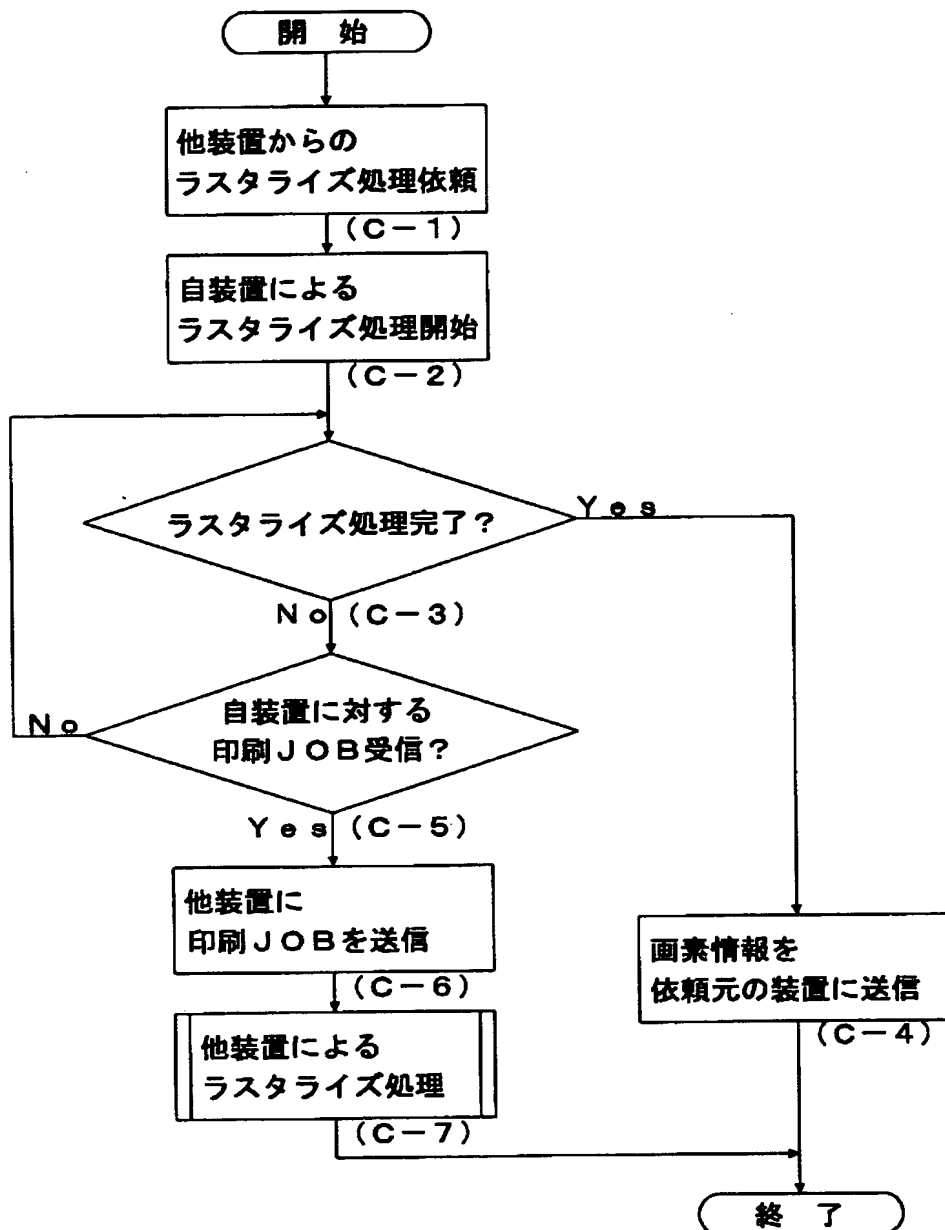 開 始
他装置からの
ラスタライズ処理依頼
(C-1)
自装置による
ラスタライズ処理開始
(C-2)
ラスタライズ処理完了?
Yes
No (C-3)
自装置に対する
印刷JOB受信?
No
Yes (C-5)
他装置に
印刷JOBを送信
(C-6)
他装置による
ラスタライズ処理
(C-7)
画素情報を
依頼元の装置に送信
(C-4)
終 了